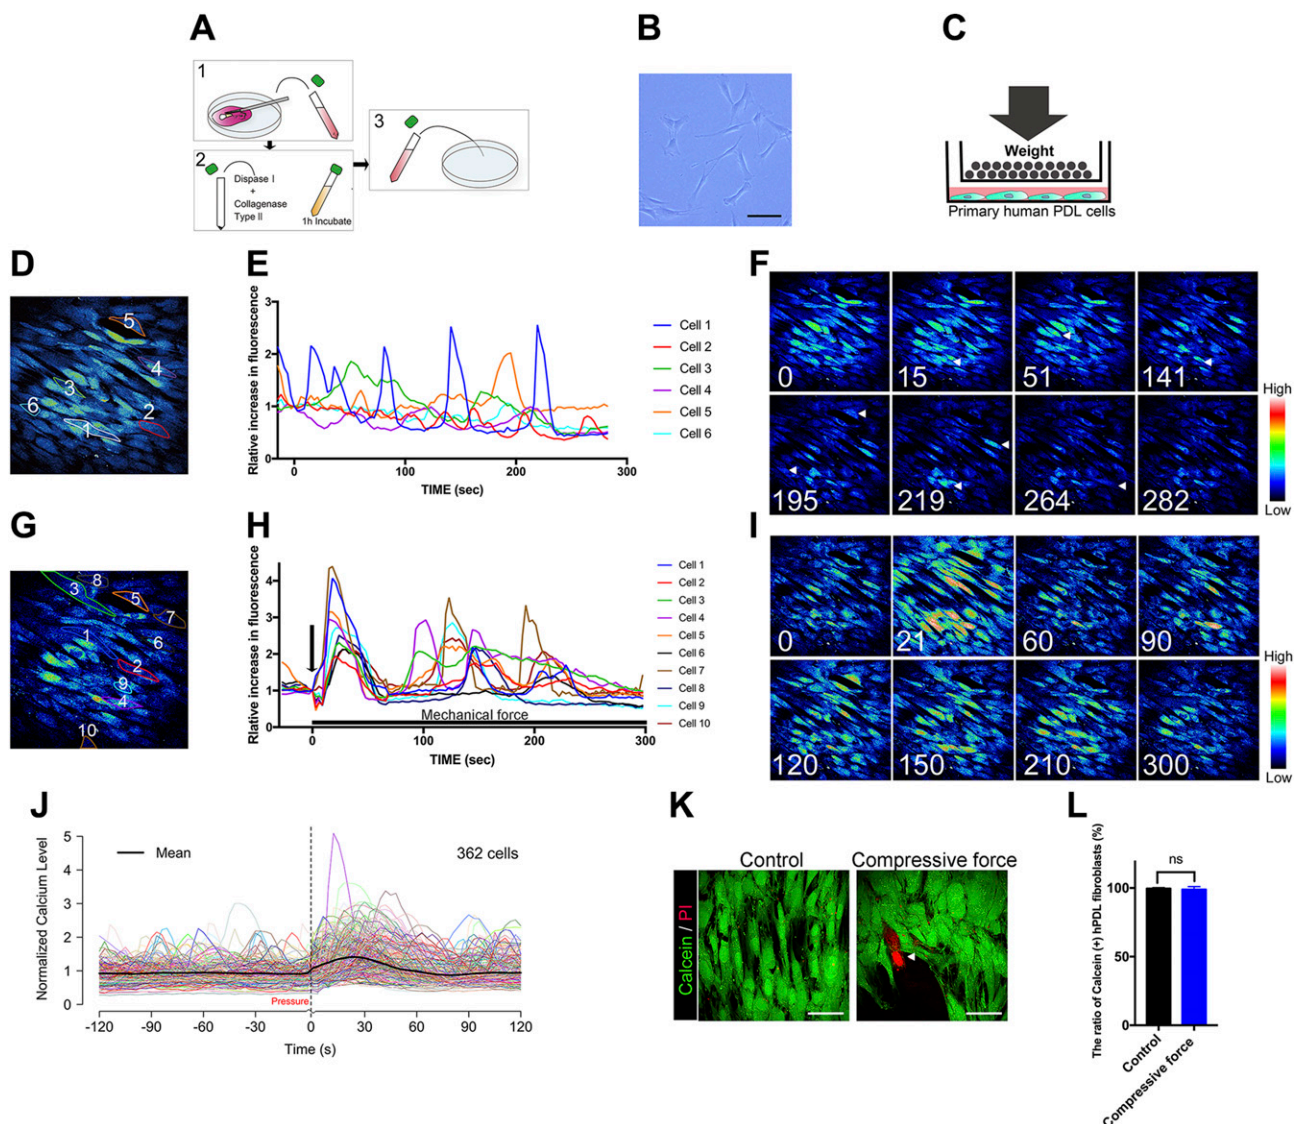 A
B
C
1
2
Dispase I
+
Collagenase
Type II
1h Incubate
3
Weight
Primary human PDL cells
D
5
4
3
6
2
1
E
Rlative increase in fluorescence
3
2
1
0
0
100
200
300
TIME (sec)
Cell 1
Cell 2
Cell 3
Cell 4
Cell 5
Cell 6
F
0
15
51
141
195
219
264
282
High
Low
G
8
3
5
7
1
6
2
9
4
10
H
Rlative increase in fluorescence
4
3
2
1
0
Mechanical force
0
100
200
300
TIME (sec)
Cell 1
Cell 2
Cell 3
Cell 4
Cell 5
Cell 6
Cell 7
Cell 8
Cell 9
Cell 10
I
0
21
60
90
120
150
210
300
High
Low
J
Normalized Calcium Level
5
4
3
2
1
0
Mean
362 cells
Pressure
-120
-90
-60
-30
0
30
60
90
120
Time (s)
K
Control
Compressive force
Calcein / PI
L
The ratio of Calcein (+) hPDL fibroblasts (%)
ns
100
50
0
Control
Compressive force